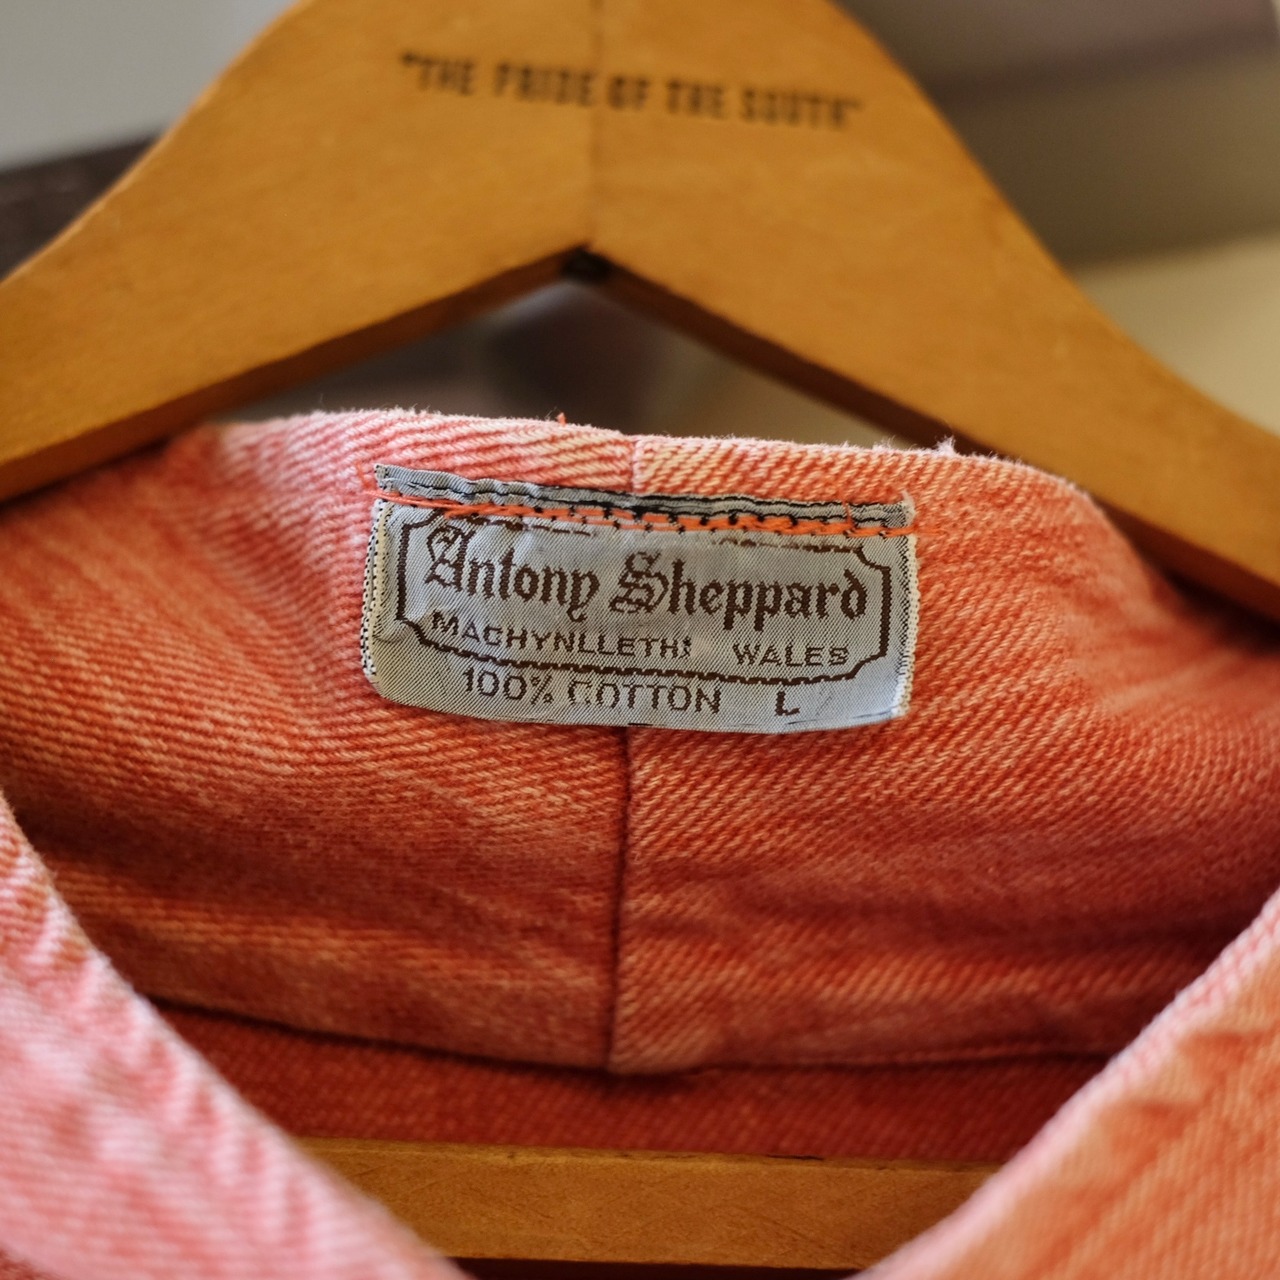 "THE PRIDE OF THE SOUTH"
Antony Sheppard
MACHYNLLETH: WALES
100% COTTON L